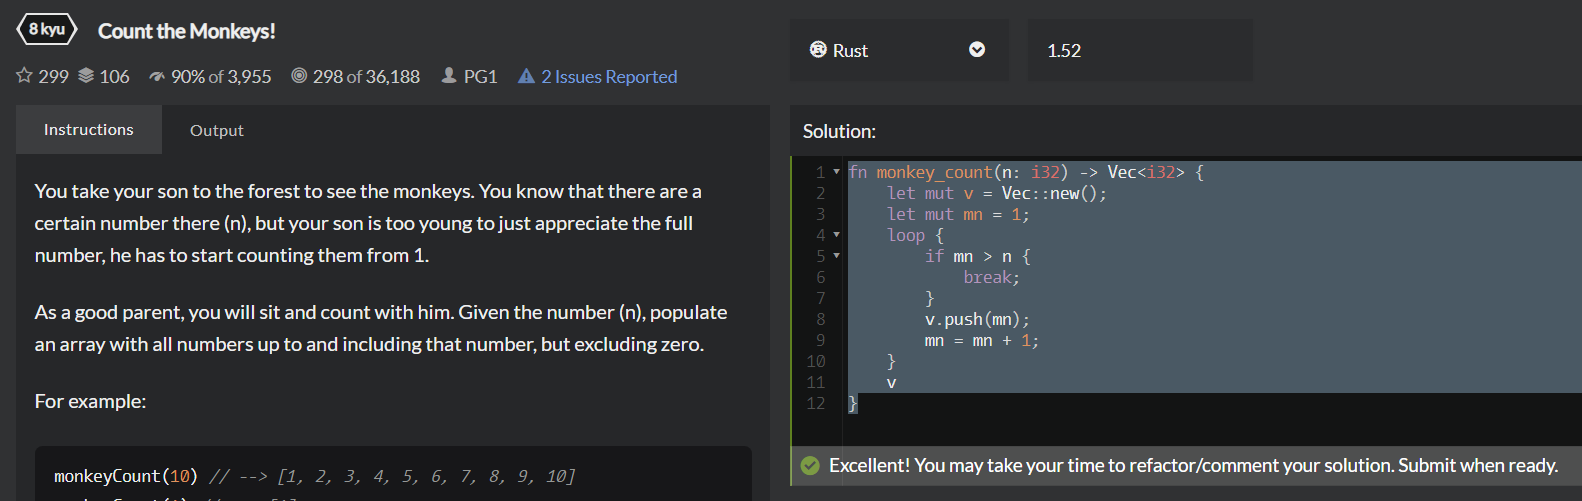 8 kyu
Count the Monkeys!
299 106 90% of 3,955 298 of 36,188 PG1 2 Issues Reported
Instructions
Output
You take your son to the forest to see the monkeys. You know that there are a
certain number there (n), but your son is too young to just appreciate the full
number, he has to start counting them from 1.
As a good parent, you will sit and count with him. Given the number (n), populate
an array with all numbers up to and including that number, but excluding zero.
For example:
monkeyCount(10) // --> [1, 2, 3, 4, 5, 6, 7, 8, 9, 10]
Rust
1.52
Solution:
1 fn monkey_count(n: i32) -> Vec<i32> {
2 let mut v = Vec::new();
3 let mut mn = 1;
4 loop {
5 if mn > n {
6 break;
7 }
8 v.push(mn);
9 mn = mn + 1;
10 }
11 v
12 }
Excellent! You may take your time to refactor/comment your solution. Submit when ready.